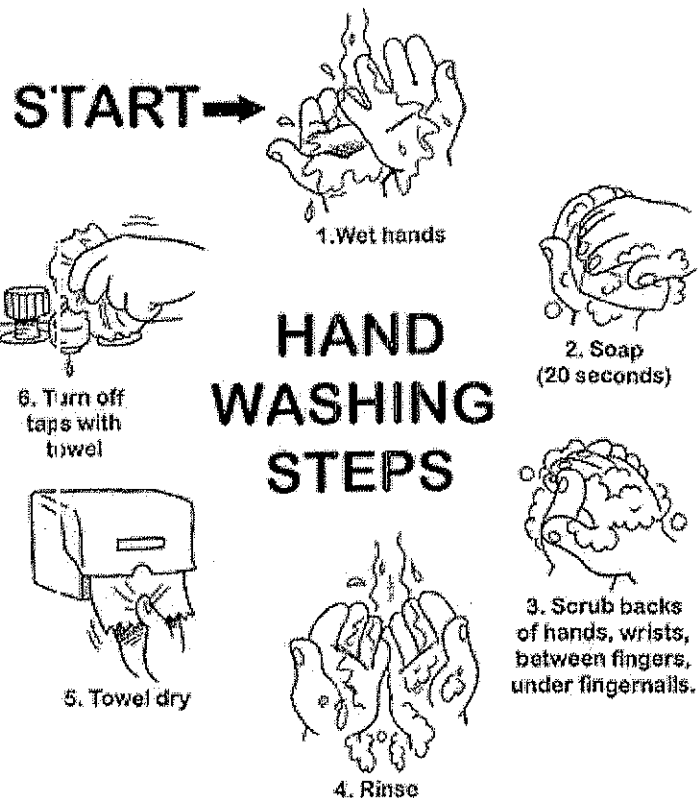 START
1.Wet hands
HAND
WASHING
STEPS
2. Soap
(20 seconds)
3. Scrub backs
of hands, wrists,
between fingers,
under fingernails.
4. Rinse
5. Towel dry
6. Turn off
taps with
towel